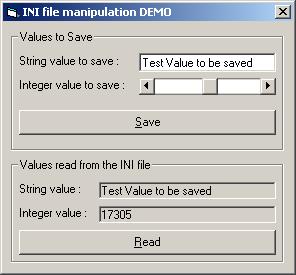 INI file manipulation DEMO
Values to Save
String value to save : Test Value to be saved
Integer value to save :
Save
Values read from the INI file
String value : Test Value to be saved
Integer value : 17305
Read